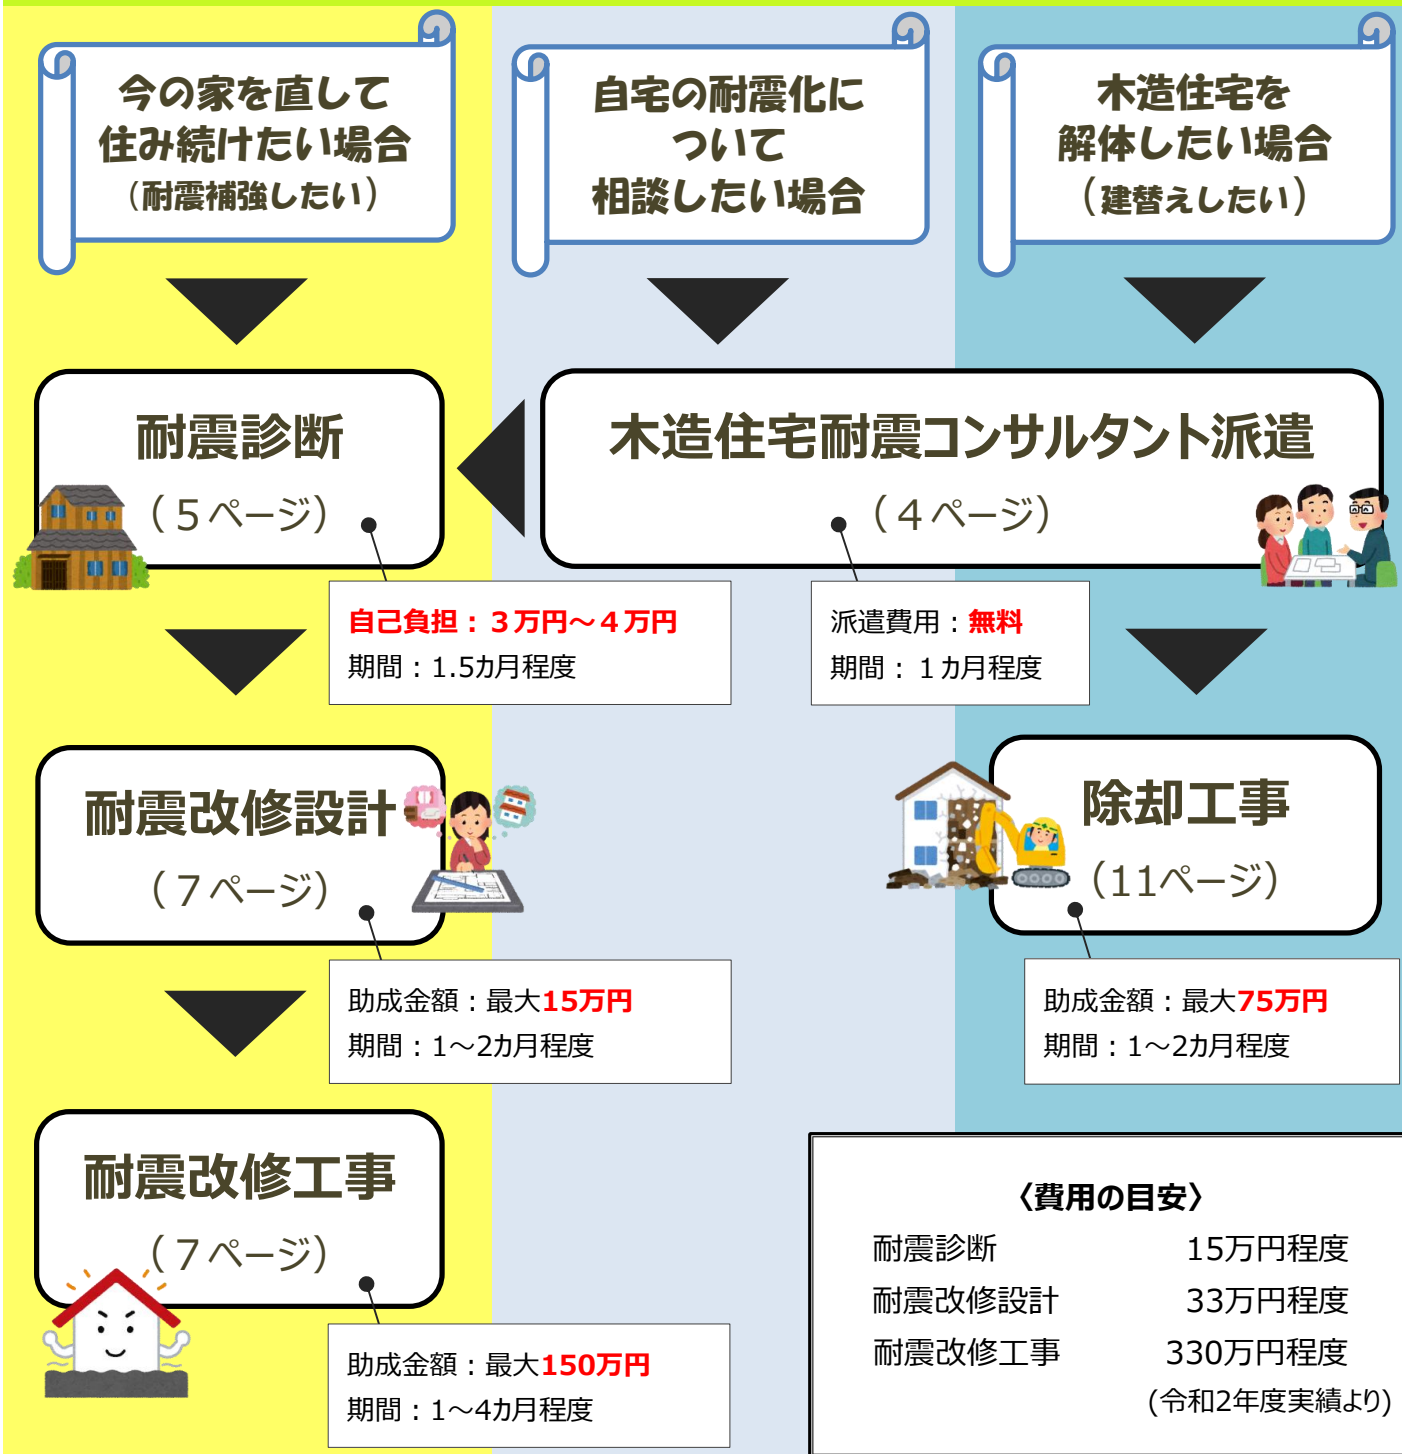 今の家を直して
住み続けたい場合
（耐震補強したい）
自宅の耐震化に
ついて
相談したい場合
木造住宅を
解体したい場合
（建替えしたい）
耐震診断
（５ページ）
木造住宅耐震コンサルタント派遣
（４ページ）
自己負担：３万円～４万円
期間：1.5カ月程度
派遣費用：無料
期間：１カ月程度
耐震改修設計
（７ページ）
除却工事
（11ページ）
助成金額：最大15万円
期間：1～2カ月程度
助成金額：最大75万円
期間：1～2カ月程度
耐震改修工事
（７ページ）
助成金額：最大150万円
期間：1～4カ月程度
〈費用の目安〉
耐震診断 15万円程度
耐震改修設計 33万円程度
耐震改修工事 330万円程度
(令和2年度実績より)